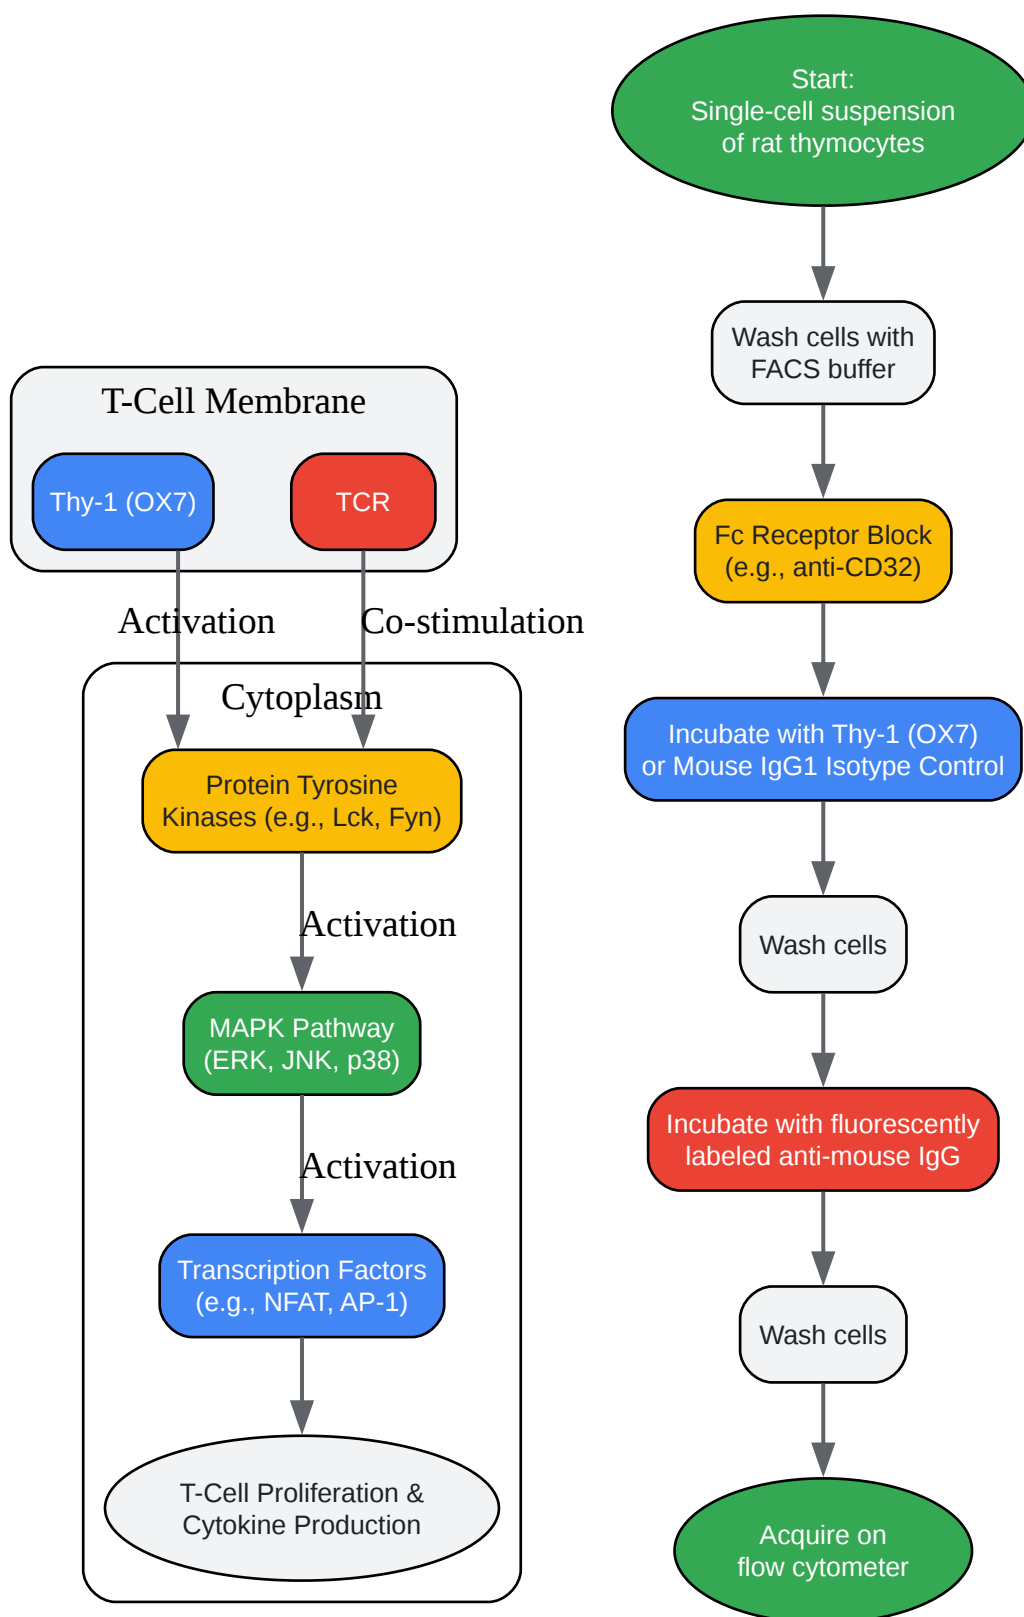 T-Cell Membrane
Thy-1 (OX7)
TCR
Activation
Co-stimulation
Cytoplasm
Protein Tyrosine
Kinases (e.g., Lck, Fyn)
Activation
MAPK Pathway
(ERK, JNK, p38)
Activation
Transcription Factors
(e.g., NFAT, AP-1)
T-Cell Proliferation &
Cytokine Production
Start:
Single-cell suspension
of rat thymocytes
Wash cells with
FACS buffer
Fc Receptor Block
(e.g., anti-CD32)
Incubate with Thy-1 (OX7)
or Mouse IgG1 Isotype Control
Wash cells
Incubate with fluorescently
labeled anti-mouse IgG
Wash cells
Acquire on
flow cytometer